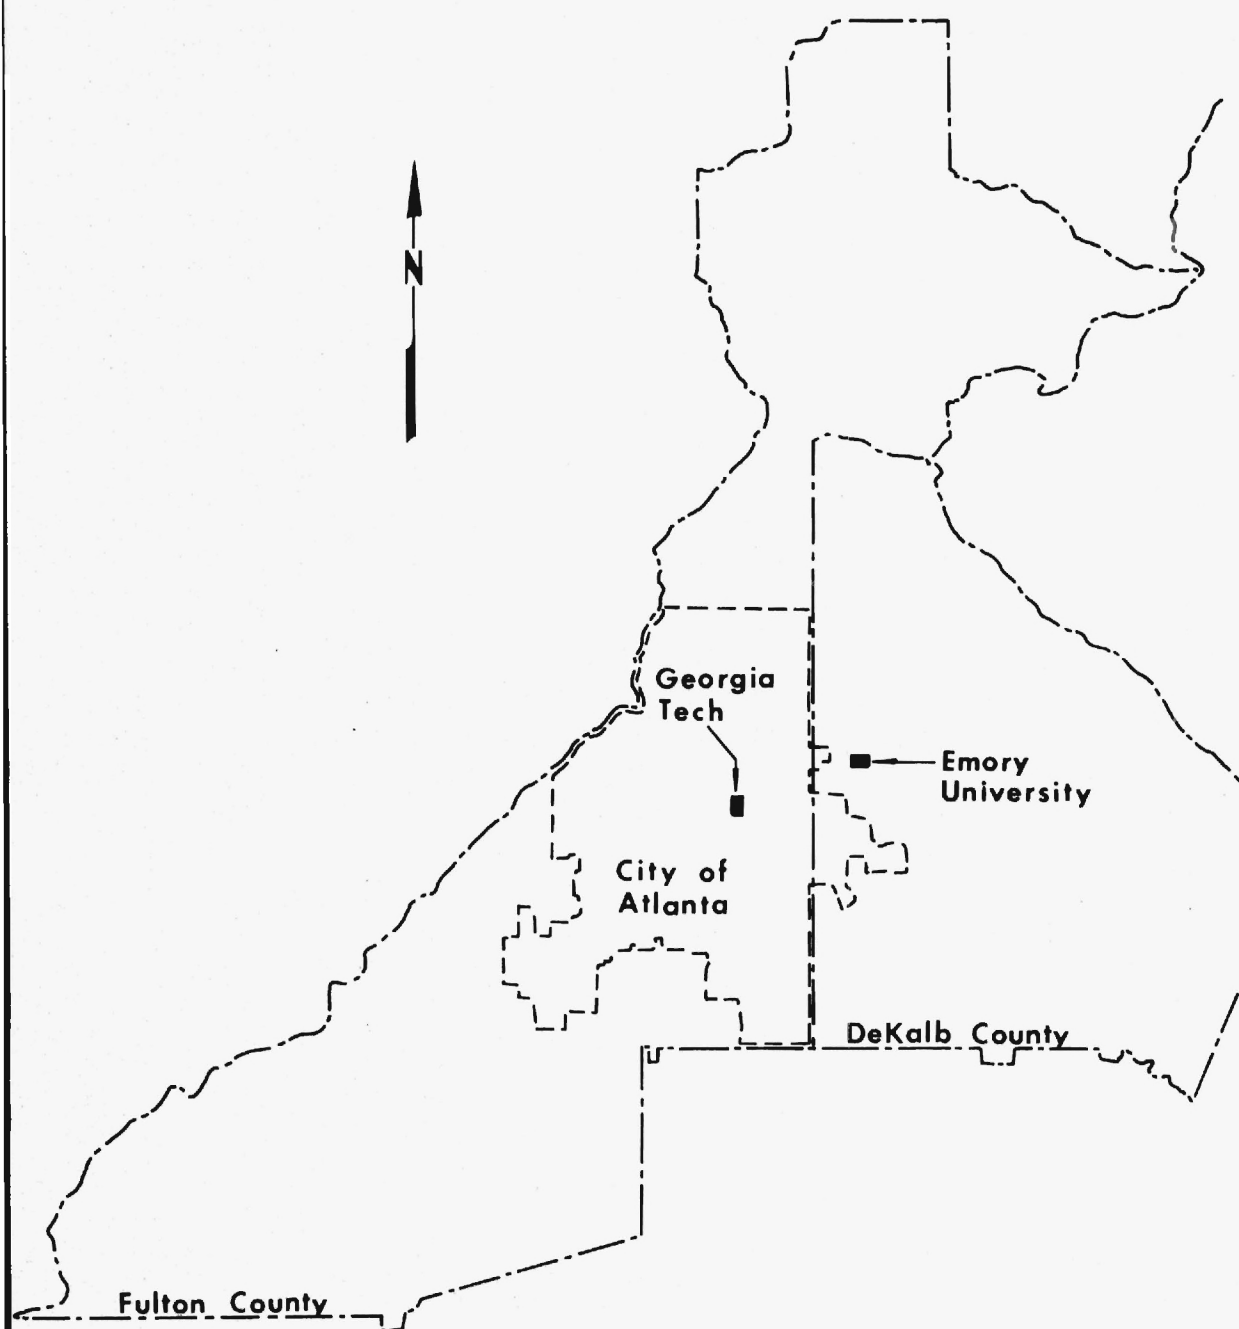 N
Georgia
Tech
Emory
University
City of
Atlanta
DeKalb County
Fulton County